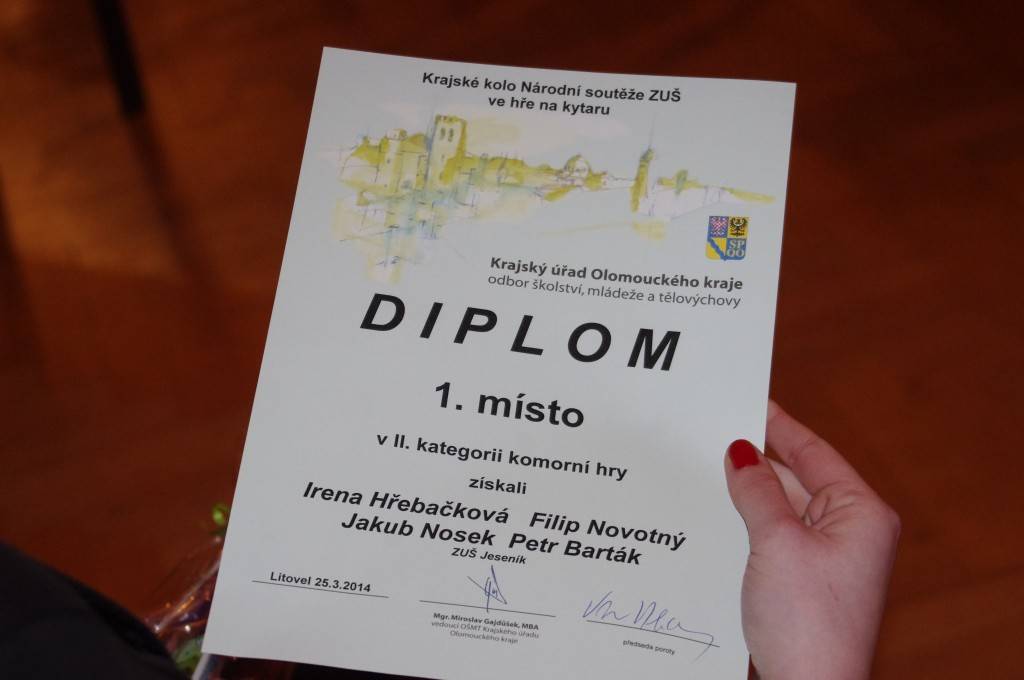 Krajské kolo Národní soutěže ZUŠ
ve hře na kytaru
SP
OO
Krajský úřad Olomouckého kraje
odbor školství, mládeže a tělovýchovy
DIPLOM
1. místo
v II. kategorii komorní hry
získali
Irena Hřebačková Filip Novotný
Jakub Nosek Petr Barták
ZUŠ Jeseník
Litovel 25.3.2014
Mgr. Miroslav Gajdůšek, MBA
vedoucí OŠMT Krajského úřadu
Olomouckého kraje
předseda poroty